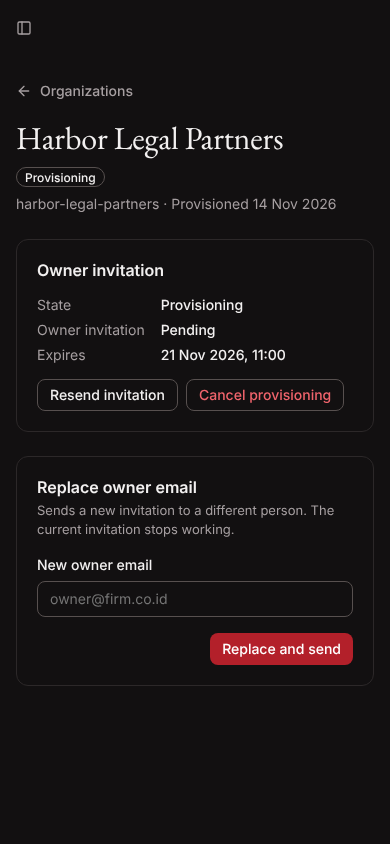 Organizations
Harbor Legal Partners
Provisioning
harbor-legal-partners · Provisioned 14 Nov 2026
Owner invitation
State Provisioning
Owner invitation Pending
Expires 21 Nov 2026, 11:00
Resend invitation Cancel provisioning
Replace owner email
Sends a new invitation to a different person. The
current invitation stops working.
New owner email
owner@firm.co.id
Replace and send